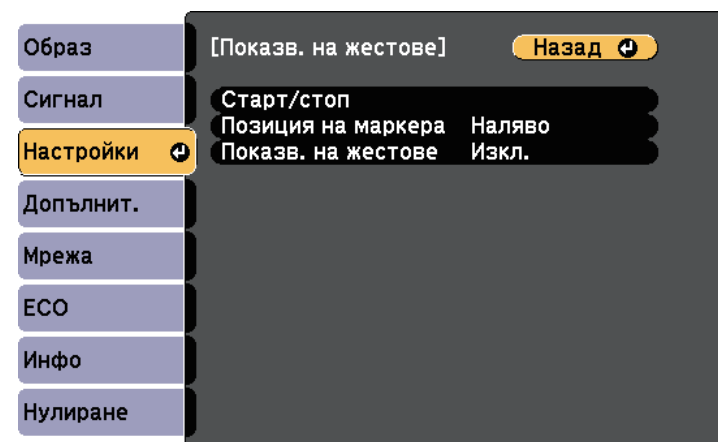 Образ
Сигнал
Настройки
Допълнит.
Мрежа
ECO
Инфо
Нулиране
[Показв. на жестове] Назад
Старт/стоп
Позиция на маркера Наляво
Показв. на жестове Изкл.